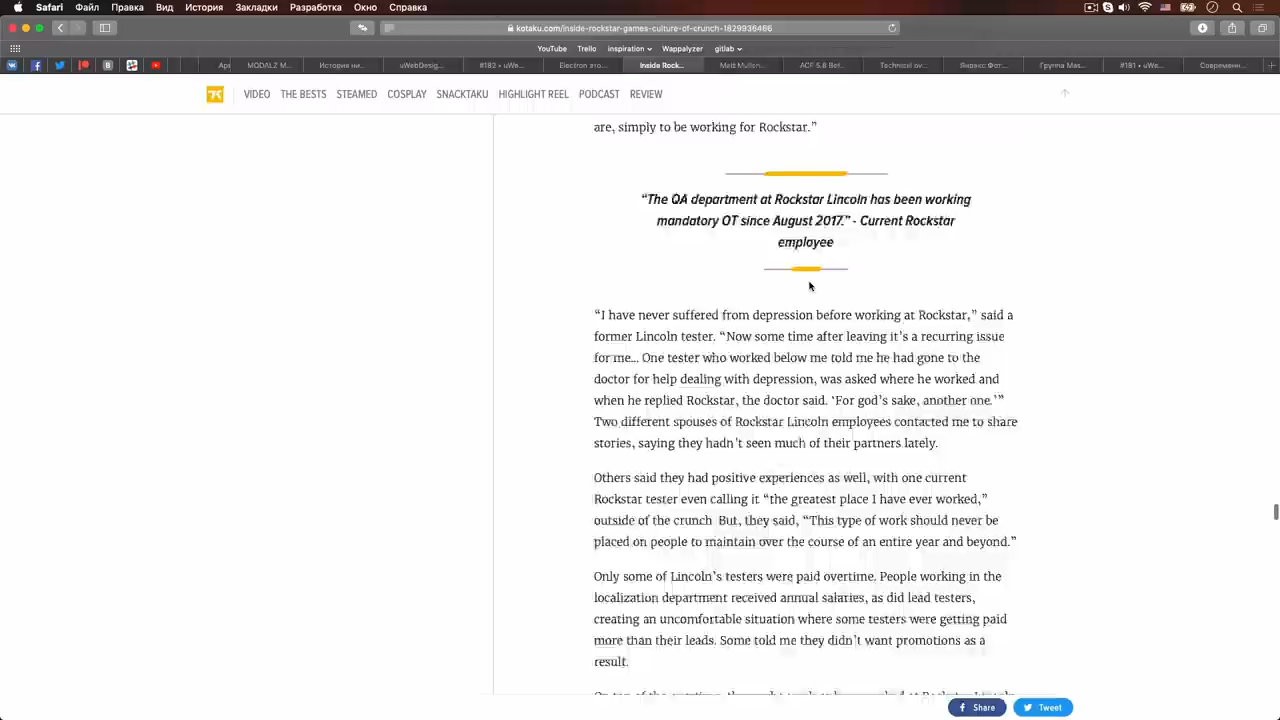 Safari Файл Правка Вид История Закладки Разработка Окно Справка
kotaku.com/inside-rockstar-games-culture-of-crunch-1829936466
YouTube Trello inspiration Wappalyzer gitlab
Ap MODALZ M... История ин... uWebDesig... #182 • uWe... Electron это... Inside Rock... Matt Mullen... ACF 5.8 Bet... Technical ov... Яндекс.Фот... Группа Mas... #181 • uWe... Современн...
VIDEO THE BESTS STEAMED COSPLAY SNACKTAKU HIGHLIGHT REEL PODCAST REVIEW
are, simply to be working for Rockstar.”
“The QA department at Rockstar Lincoln has been working
mandatory OT since August 2017.” - Current Rockstar
employee
“I have never suffered from depression before working at Rockstar,” said a
former Lincoln tester. “Now some time after leaving it’s a recurring issue
for me... One tester who worked below me told me he had gone to the
doctor for help dealing with depression, was asked where he worked and
when he replied Rockstar, the doctor said. ‘For god’s sake, another one.’”
Two different spouses of Rockstar Lincoln employees contacted me to share
stories, saying they hadn’t seen much of their partners lately.
Others said they had positive experiences as well, with one current
Rockstar tester even calling it “the greatest place I have ever worked,”
outside of the crunch. But, they said, “This type of work should never be
placed on people to maintain over the course of an entire year and beyond.”
Only some of Lincoln’s testers were paid overtime. People working in the
localization department received annual salaries, as did lead testers,
creating an uncomfortable situation where some testers were getting paid
more than their leads. Some told me they didn’t want promotions as a
result.
Share Tweet